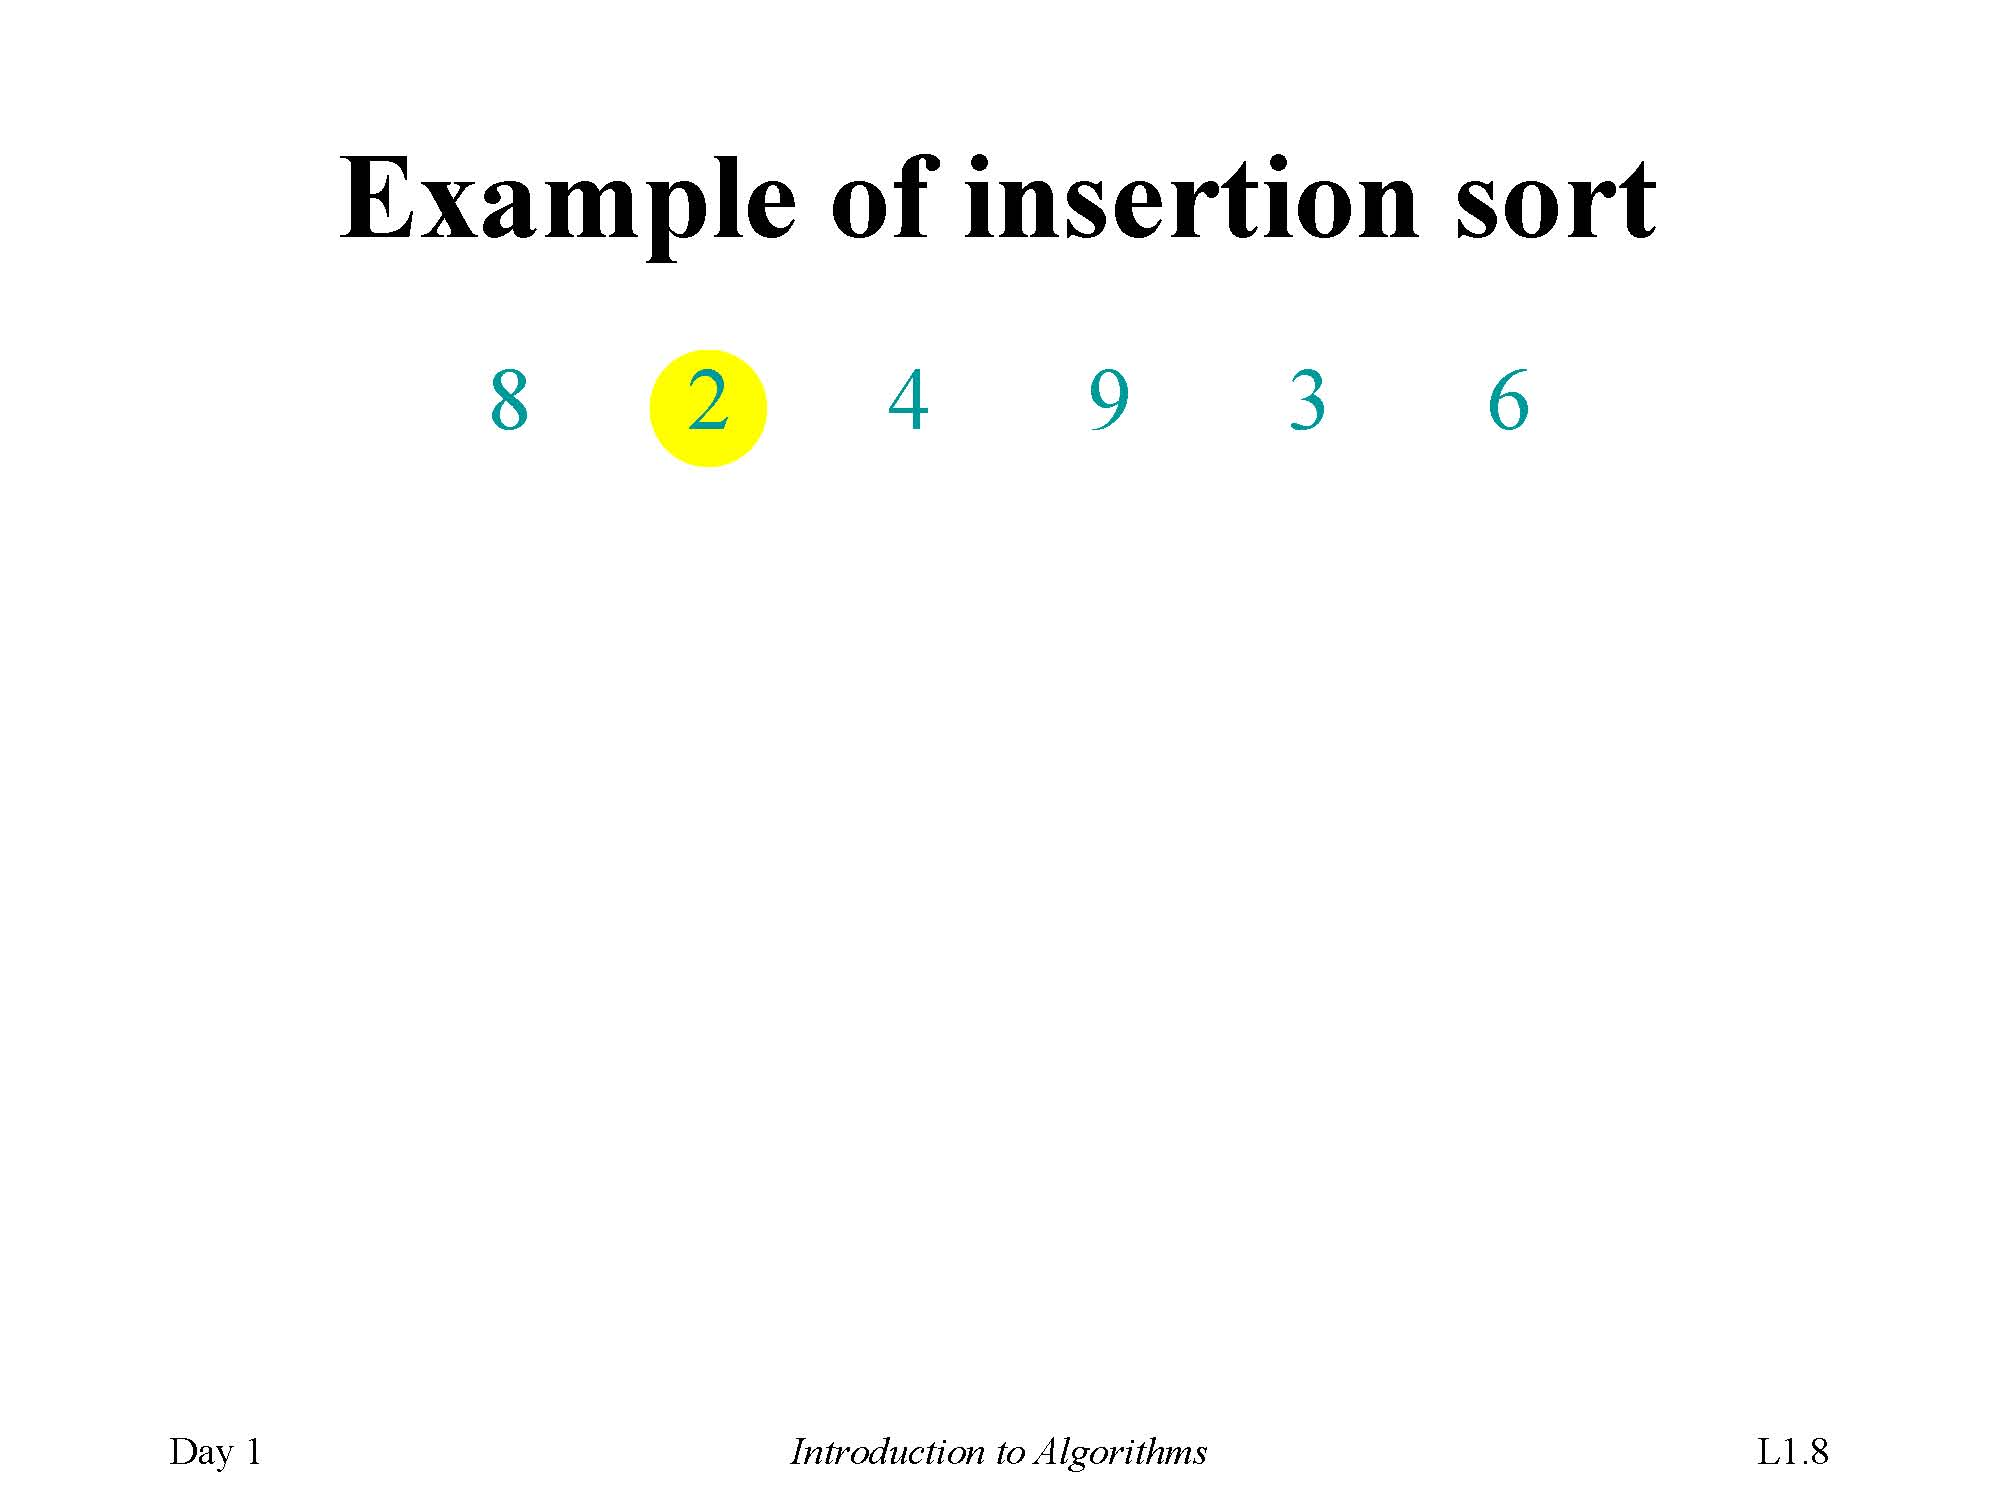 Example of insertion sort
8 2 4 9 3 6
Day 1 Introduction to Algorithms L1.8